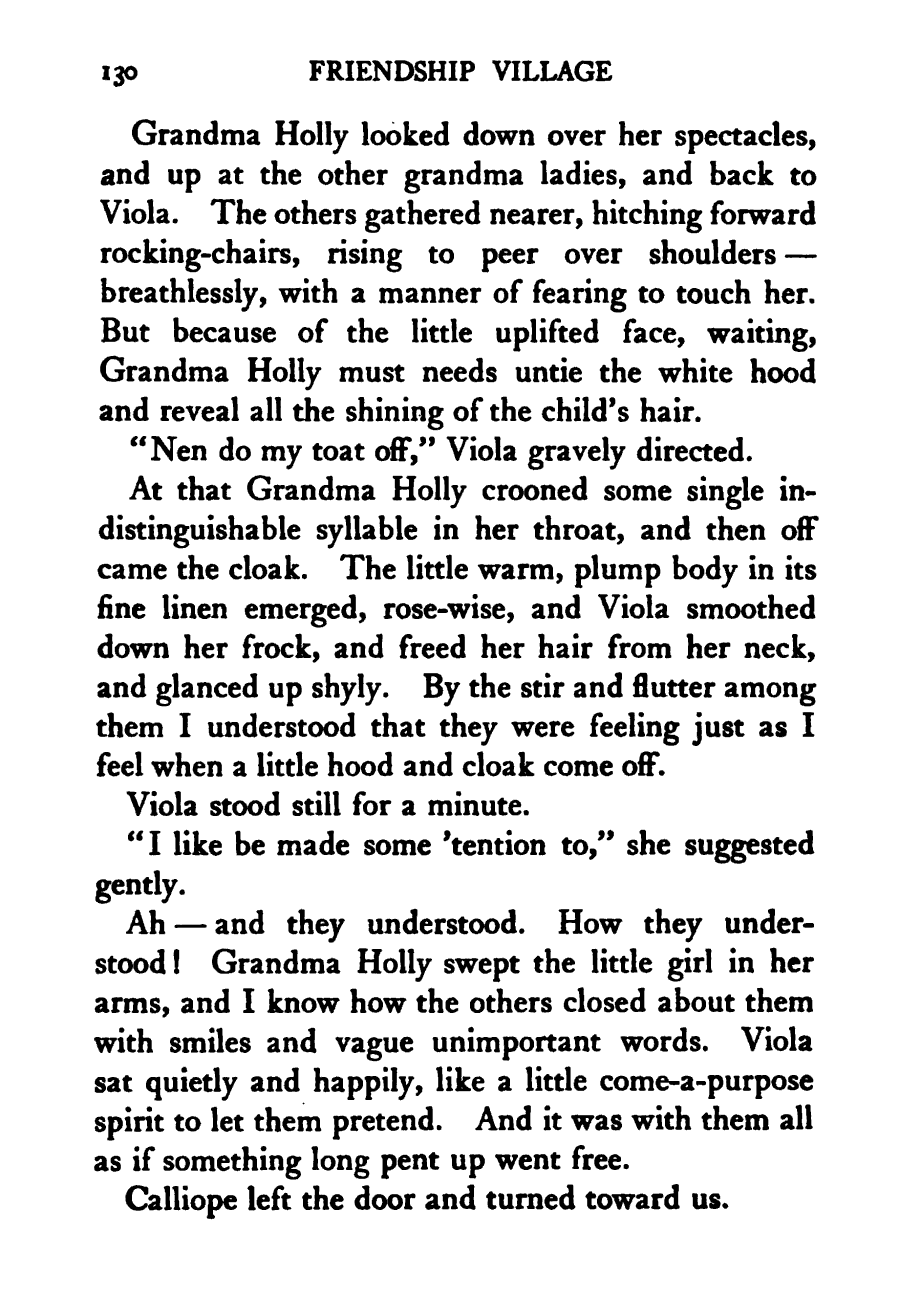 130 FRIENDSHIP VILLAGE
Grandma Holly looked down over her spectacles,
and up at the other grandma ladies, and back to
Viola. The others gathered nearer, hitching forward
rocking-chairs, rising to peer over shoulders —
breathlessly, with a manner of fearing to touch her.
But because of the little uplifted face, waiting,
Grandma Holly must needs untie the white hood
and reveal all the shining of the child's hair.
"Nen do my toat off," Viola gravely directed.
At that Grandma Holly crooned some single in-
distinguishable syllable in her throat, and then off
came the cloak. The little warm, plump body in its
fine linen emerged, rose-wise, and Viola smoothed
down her frock, and freed her hair from her neck,
and glanced up shyly. By the stir and flutter among
them I understood that they were feeling just as I
feel when a little hood and cloak come off.
Viola stood still for a minute.
"I like be made some 'tention to," she suggested
gently.
Ah — and they understood. How they under-
stood! Grandma Holly swept the little girl in her
arms, and I know how the others closed about them
with smiles and vague unimportant words. Viola
sat quietly and happily, like a little come-a-purpose
spirit to let them pretend. And it was with them all
as if something long pent up went free.
Calliope left the door and turned toward us.